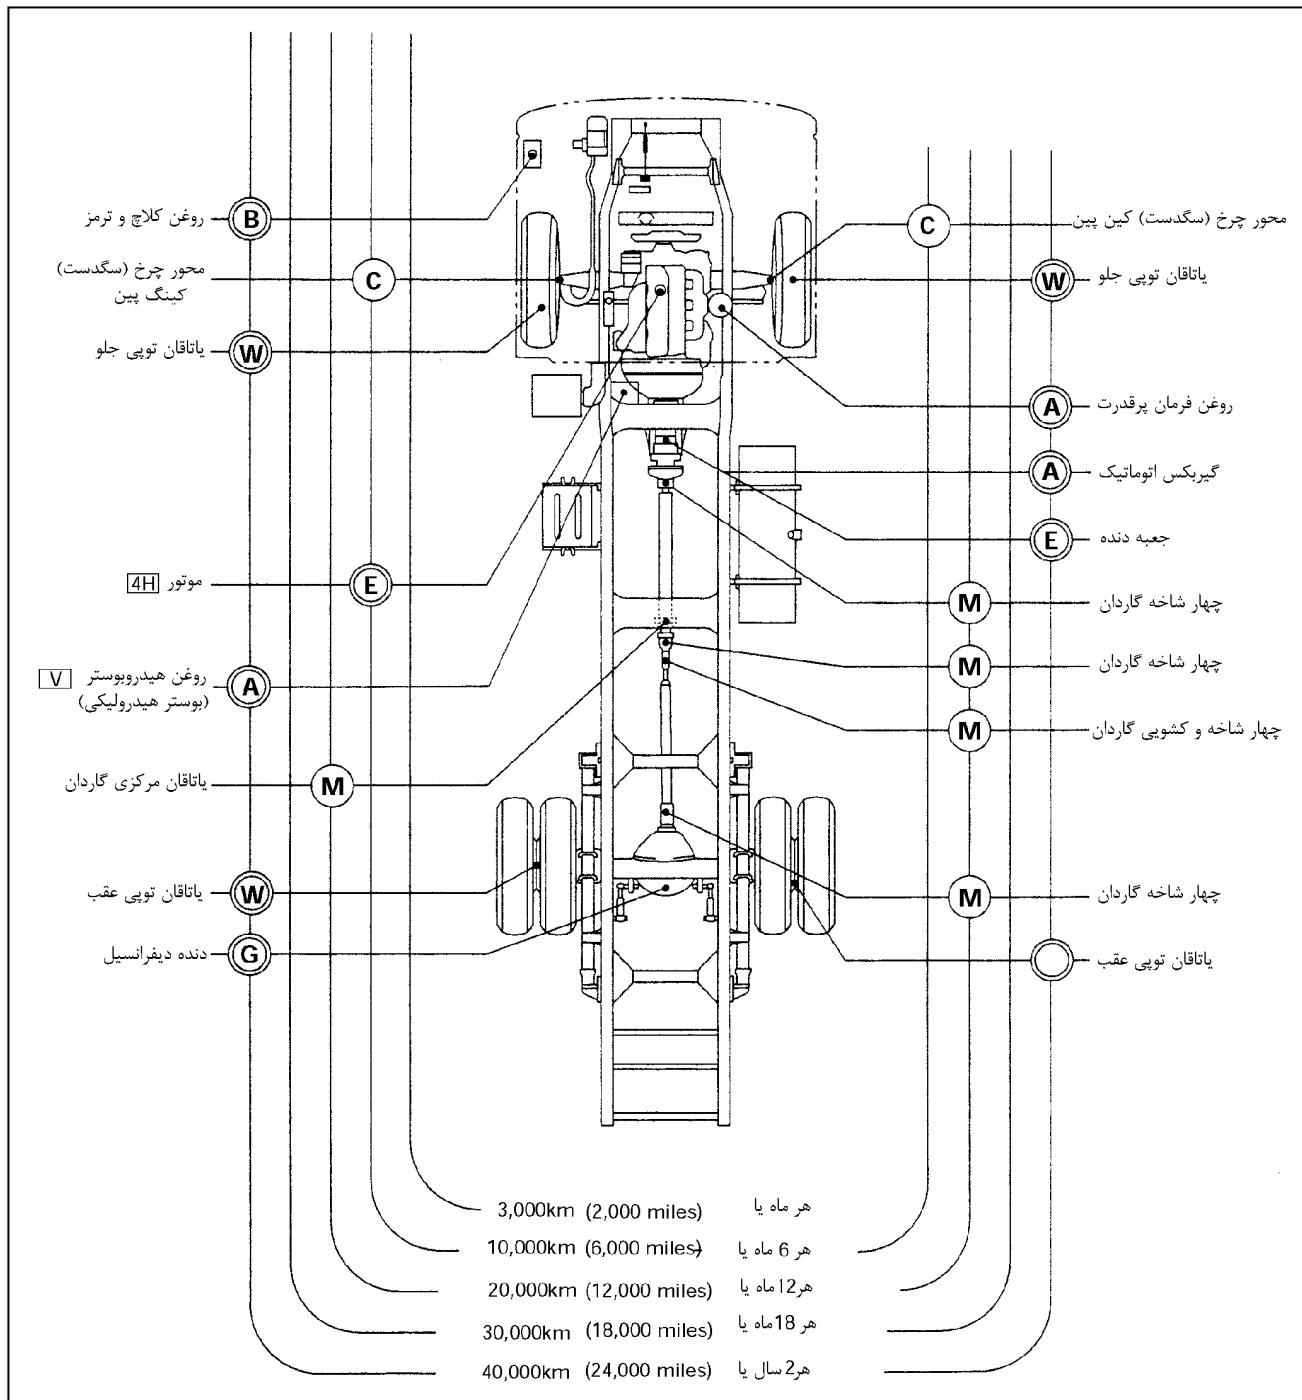 روغن کلاچ و ترمز
B
محور چرخ (سگدست)
کینگ پین
C
یاتاقان توپی جلو
W
موتور 4H
E
روغن هیدروبوستر V
(بوستر هیدرولیکی)
A
یاتاقان مرکزی گاردان
M
یاتاقان توپی عقب
W
دنده دیفرانسیل
G
محور چرخ (سگدست) کین پین
C
یاتاقان توپی جلو
W
روغن فرمان پرقدرت
A
گیربکس اتوماتیک
A
جعبه دنده
E
چهار شاخه گاردان
M
چهار شاخه گاردان
M
چهار شاخه و کشویی گاردان
M
چهار شاخه گاردان
M
یاتاقان توپی عقب
هر ماه یا 3,000km (2,000 miles)
هر 6 ماه یا 10,000km (6,000 miles)
هر12ماه یا 20,000km (12,000 miles)
هر 18ماه یا 30,000km (18,000 miles)
هر2سال یا 40,000km (24,000 miles)